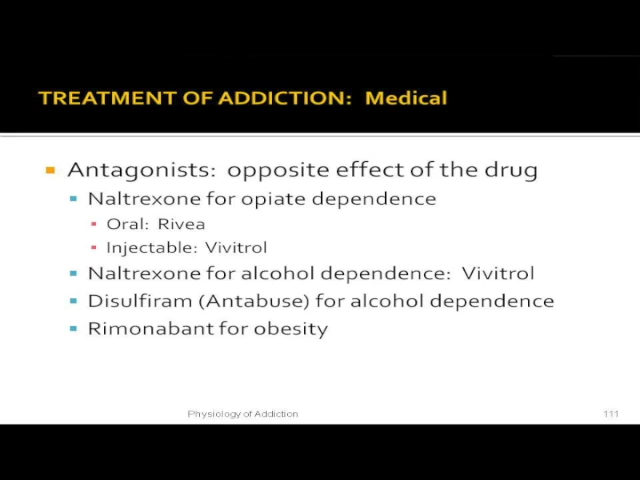 TREATMENT OF ADDICTION: Medical
Antagonists: opposite effect of the drug
Naltrexone for opiate dependence
Oral: Rivea
Injectable: Vivitrol
Naltrexone for alcohol dependence: Vivitrol
Disulfiram (Antabuse) for alcohol dependence
Rimonabant for obesity
Physiology of Addiction
111